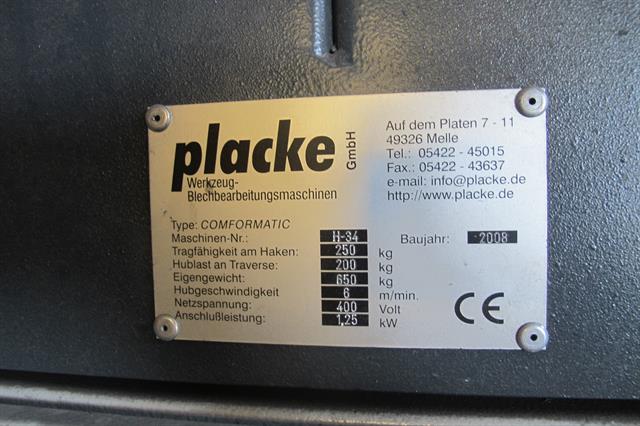 placke GmbH
Werkzeug-
Blechbearbeitungsmaschinen
Auf dem Platen 7 - 11
49326 Melle
Tel.: 05422 - 45015
Fax.: 05422 - 43637
e-mail: info@placke.de
http://www.placke.de
Type: COMFORMATIC
Maschinen-Nr.: H-34 Baujahr: 2008
Tragfähigkeit am Haken: 250 kg
Hublast an Traverse: 200 kg
Eigengewicht: 650 kg
Hubgeschwindigkeit 6 m/min.
Netzspannung: 400 Volt
Anschlußleistung: 1,25 kW
CE